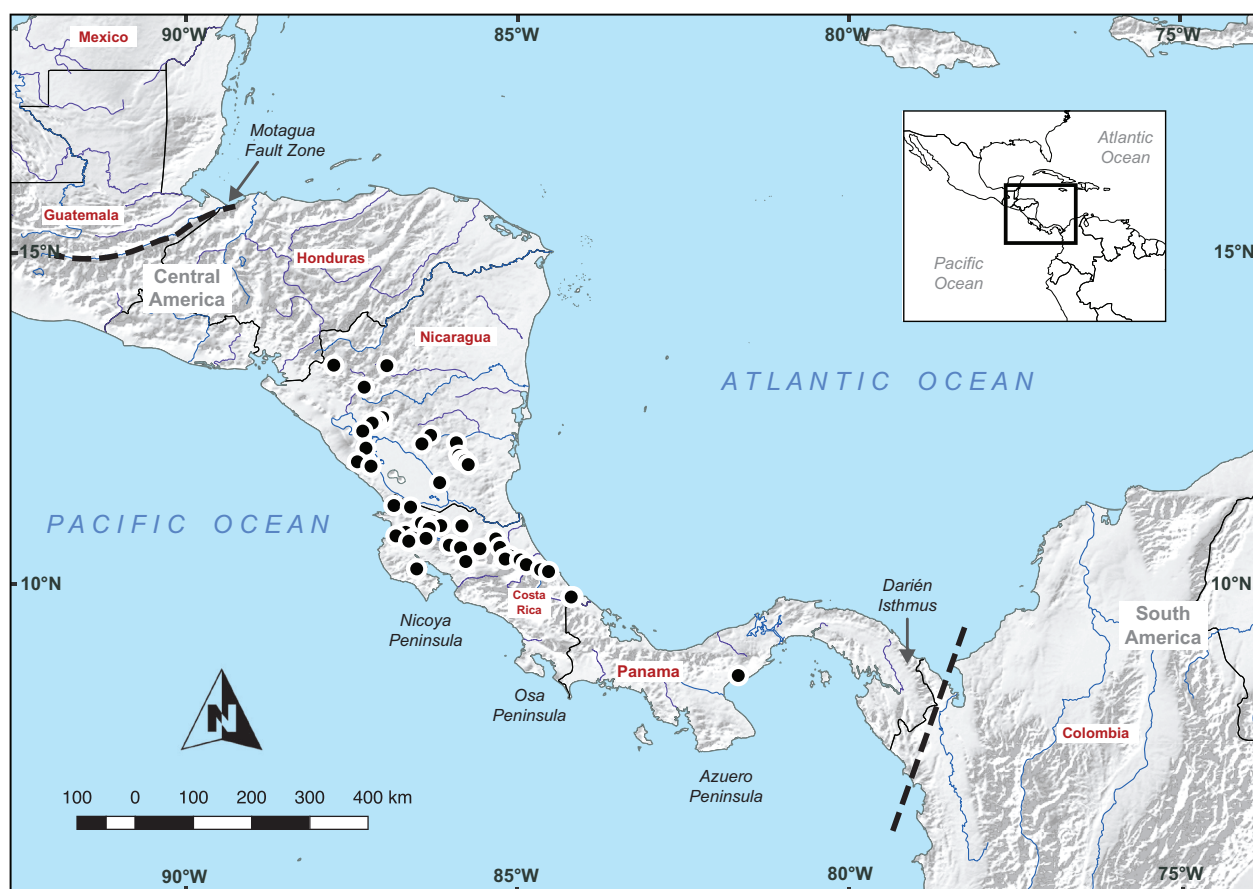 90°W
85°W
80°W
75°W
Mexico
Motagua
Fault Zone
Atlantic
Ocean
Pacific
Ocean
Guatemala
15°N
15°N
Honduras
Central
America
Nicaragua
ATLANTIC OCEAN
PACIFIC OCEAN
10°N
10°N
Costa
Rica
Darién
Isthmus
Nicoya
Peninsula
South
America
Panama
Osa
Peninsula
N
Colombia
Azuero
Peninsula
100 0 100 200 300 400 km
90°W
85°W
80°W
75°W